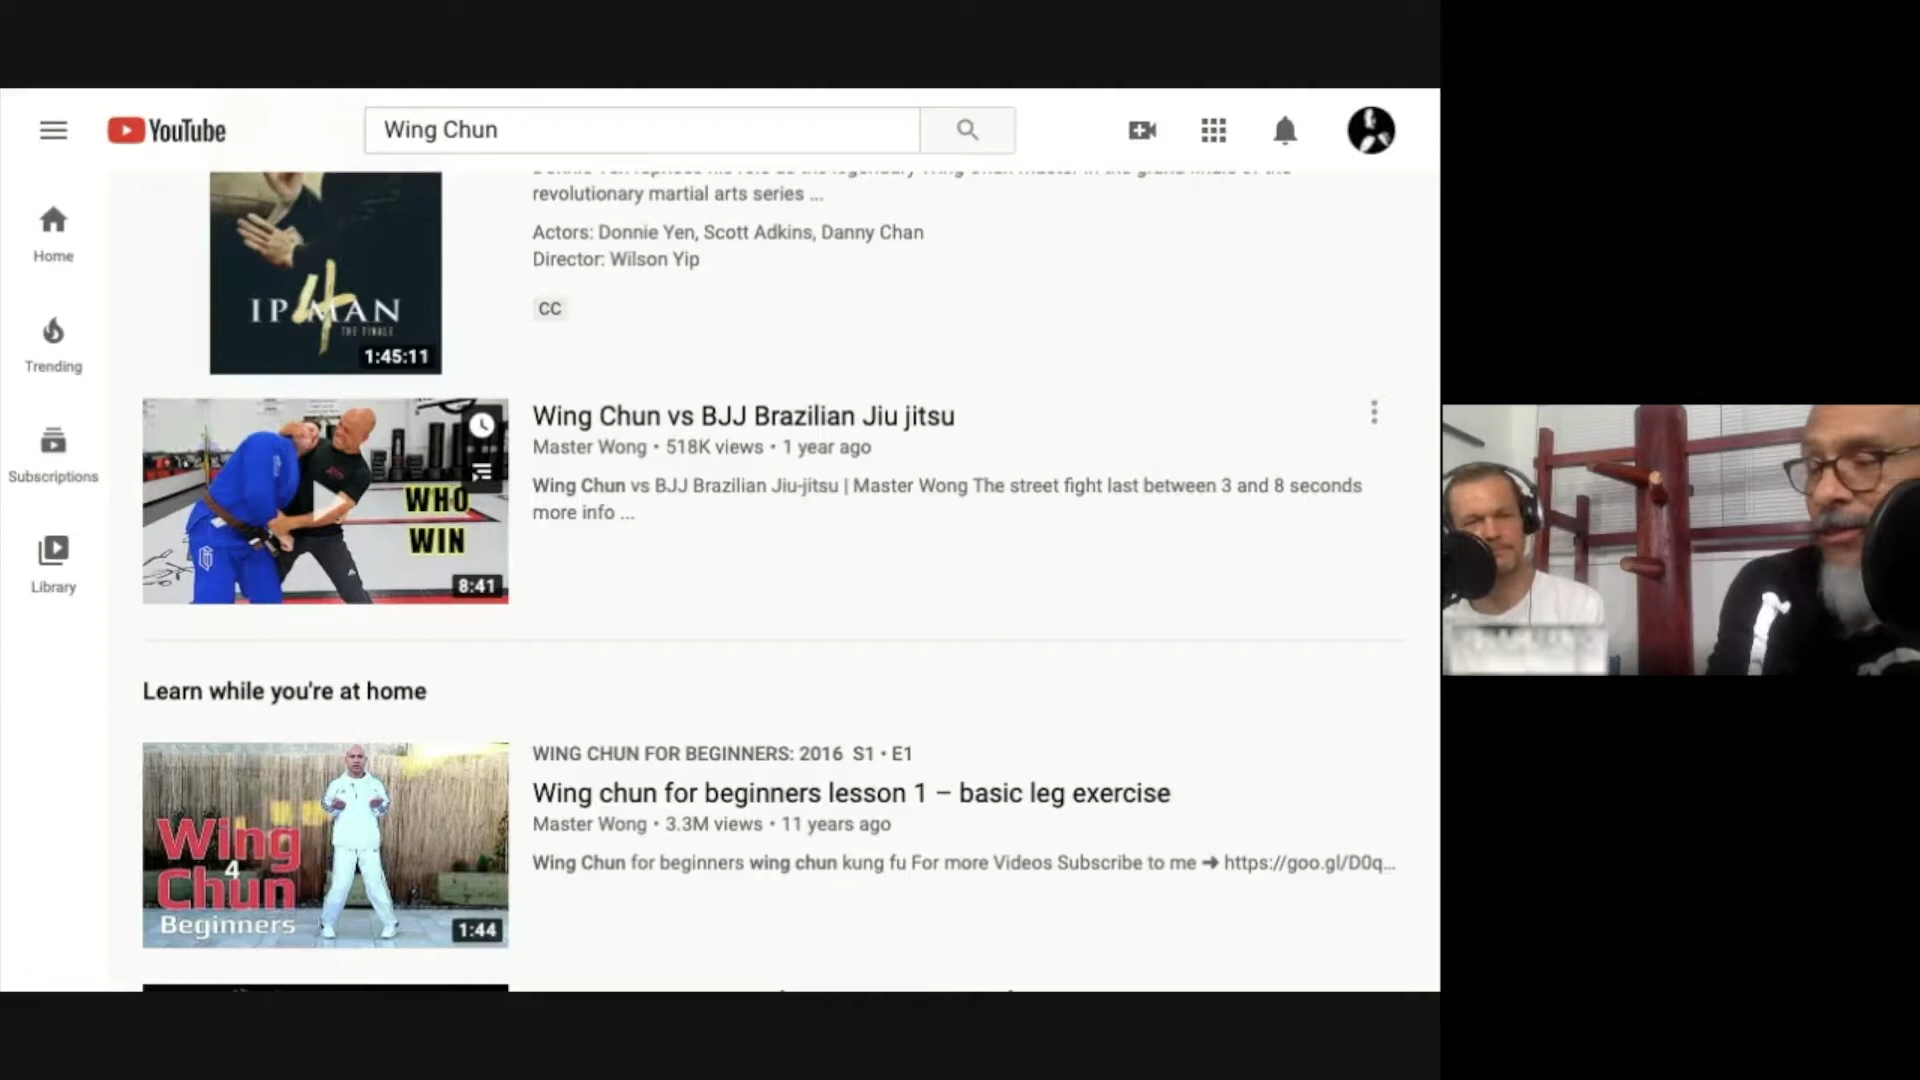 YouTube
Wing Chun
revolutionary martial arts series ...
Actors: Donnie Yen, Scott Adkins, Danny Chan
Director: Wilson Yip
CC
IP MAN
4
THE FINALE
1:45:11
Home
Trending
Subscriptions
Library
WHO
WIN
8:41
Wing Chun vs BJJ Brazilian Jiu jitsu
Master Wong • 518K views • 1 year ago
Wing Chun vs BJJ Brazilian Jiu-jitsu | Master Wong The street fight last between 3 and 8 seconds
more info ...
Learn while you're at home
Wing
4
Chun
Beginners
1:44
WING CHUN FOR BEGINNERS: 2016 S1 • E1
Wing chun for beginners lesson 1 – basic leg exercise
Master Wong • 3.3M views • 11 years ago
Wing Chun for beginners wing chun kung fu For more Videos Subscribe to me ➔ https://goo.gl/D0q...